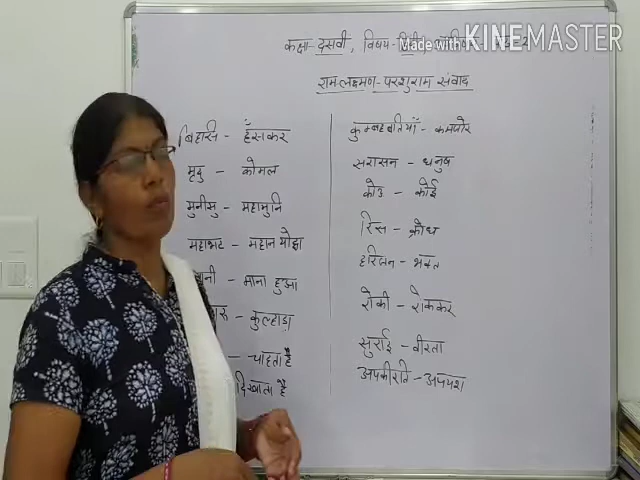 Made with KINEMASTER
कक्षा दसवी, विषय-
राम लक्ष्मण - परशुराम संवाद
बिहसि - हँसकर
मृदु - कोमल
मुनीसु - महामुनि
महाभट - महान योद्धा
नी - माना हुआ
रु - कुल्हाड़ा
- चाहता है
दिखाता है
कुम्हड़बतियाँ - कमजोर
सरासन - धनुष
कोउ - कोई
रिस - क्रोध
हरिजन - भक्त
रोकी - रोककर
सुराई - वीरता
अपकीरति - अपयश